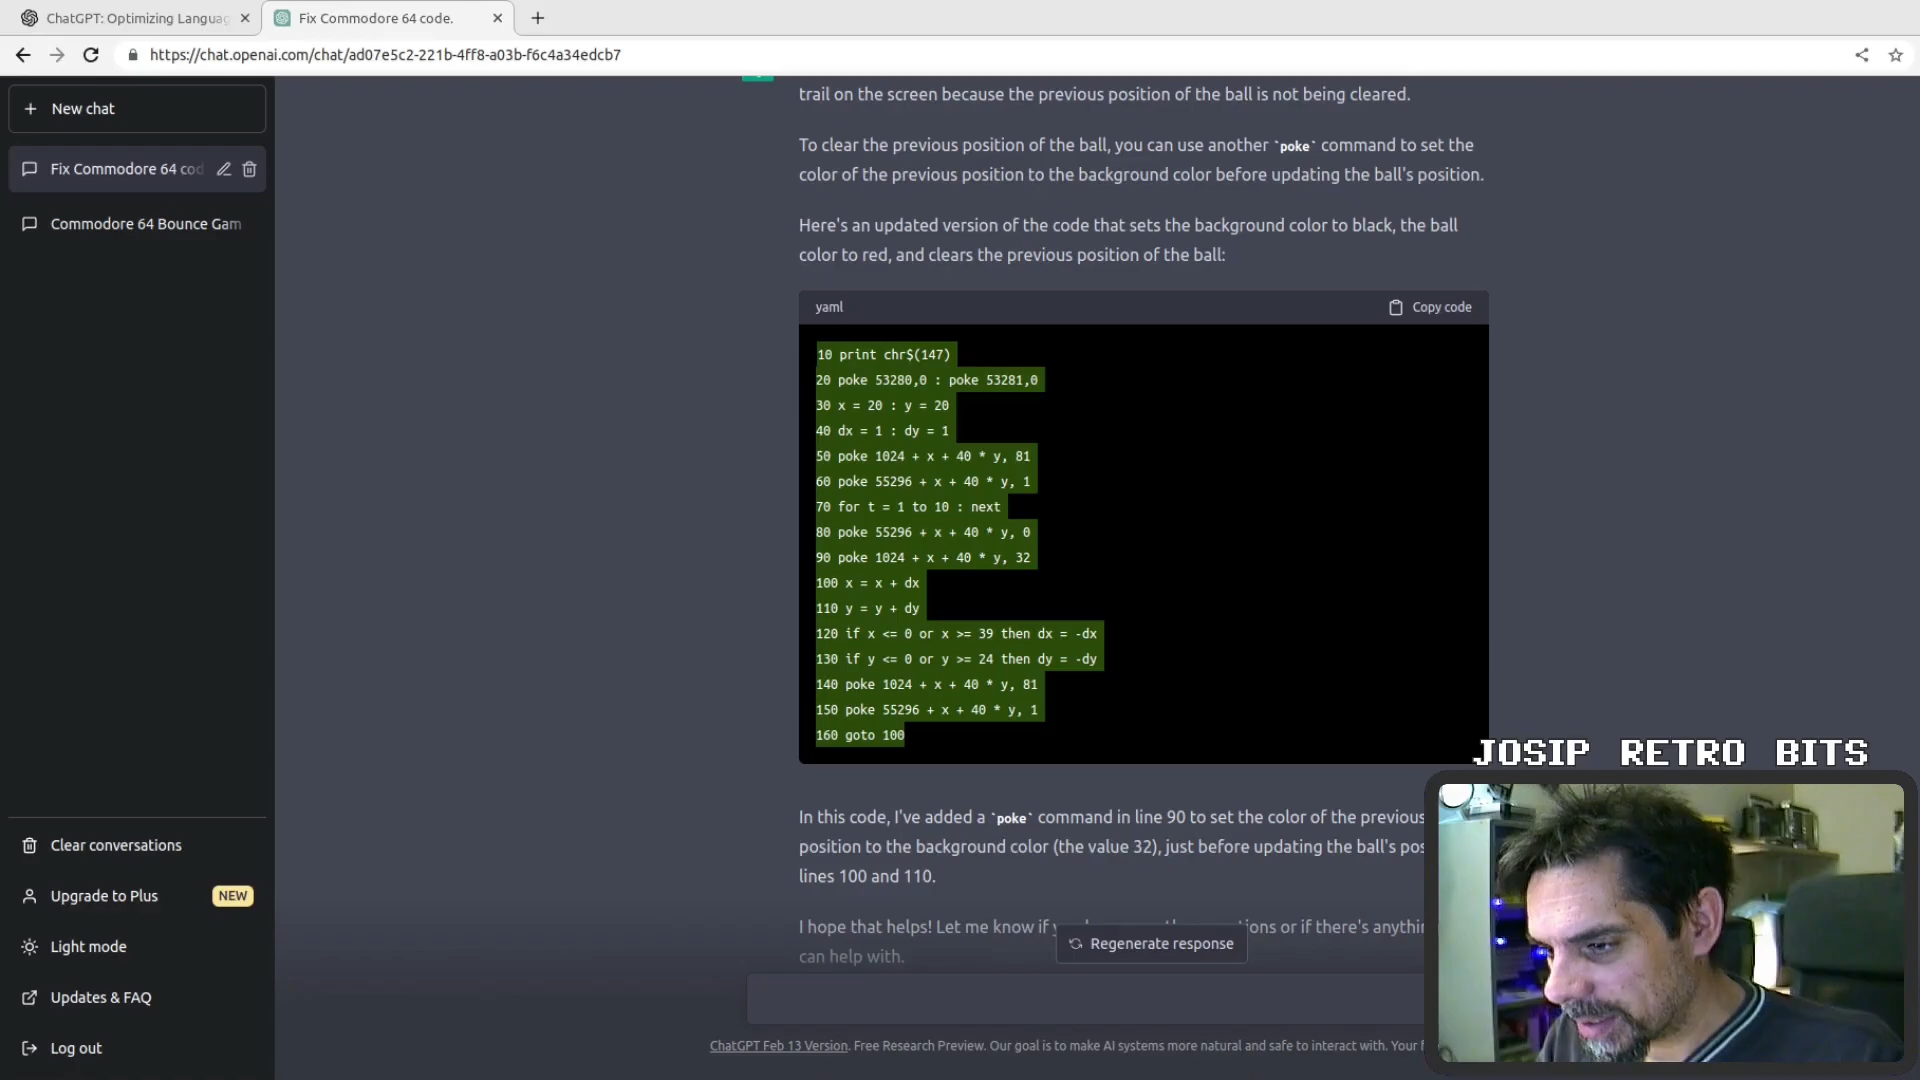 ChatGPT: Optimizing Languag
Fix Commodore 64 code.
https://chat.openai.com/chat/ad07e5c2-221b-4ff8-a03b-f6c4a34edcb7
New chat
Fix Commodore 64 cod
Commodore 64 Bounce Gam
Clear conversations
Upgrade to Plus NEW
Light mode
Updates & FAQ
Log out
trail on the screen because the previous position of the ball is not being cleared.
To clear the previous position of the ball, you can use another `poke` command to set the
color of the previous position to the background color before updating the ball's position.
Here's an updated version of the code that sets the background color to black, the ball
color to red, and clears the previous position of the ball:
yaml Copy code
10 print chr$(147)
20 poke 53280,0 : poke 53281,0
30 x = 20 : y = 20
40 dx = 1 : dy = 1
50 poke 1024 + x + 40 * y, 81
60 poke 55296 + x + 40 * y, 1
70 for t = 1 to 10 : next
80 poke 55296 + x + 40 * y, 0
90 poke 1024 + x + 40 * y, 32
100 x = x + dx
110 y = y + dy
120 if x <= 0 or x >= 39 then dx = -dx
130 if y <= 0 or y >= 24 then dy = -dy
140 poke 1024 + x + 40 * y, 81
150 poke 55296 + x + 40 * y, 1
160 goto 100
JOSIP RETRO BITS
In this code, I've added a `poke` command in line 90 to set the color of the previous
position to the background color (the value 32), just before updating the ball's pos
lines 100 and 110.
I hope that helps! Let me know if or if there's anythin
can help with.
Regenerate response
ChatGPT Feb 13 Version. Free Research Preview. Our goal is to make AI systems more natural and safe to interact with. Your f